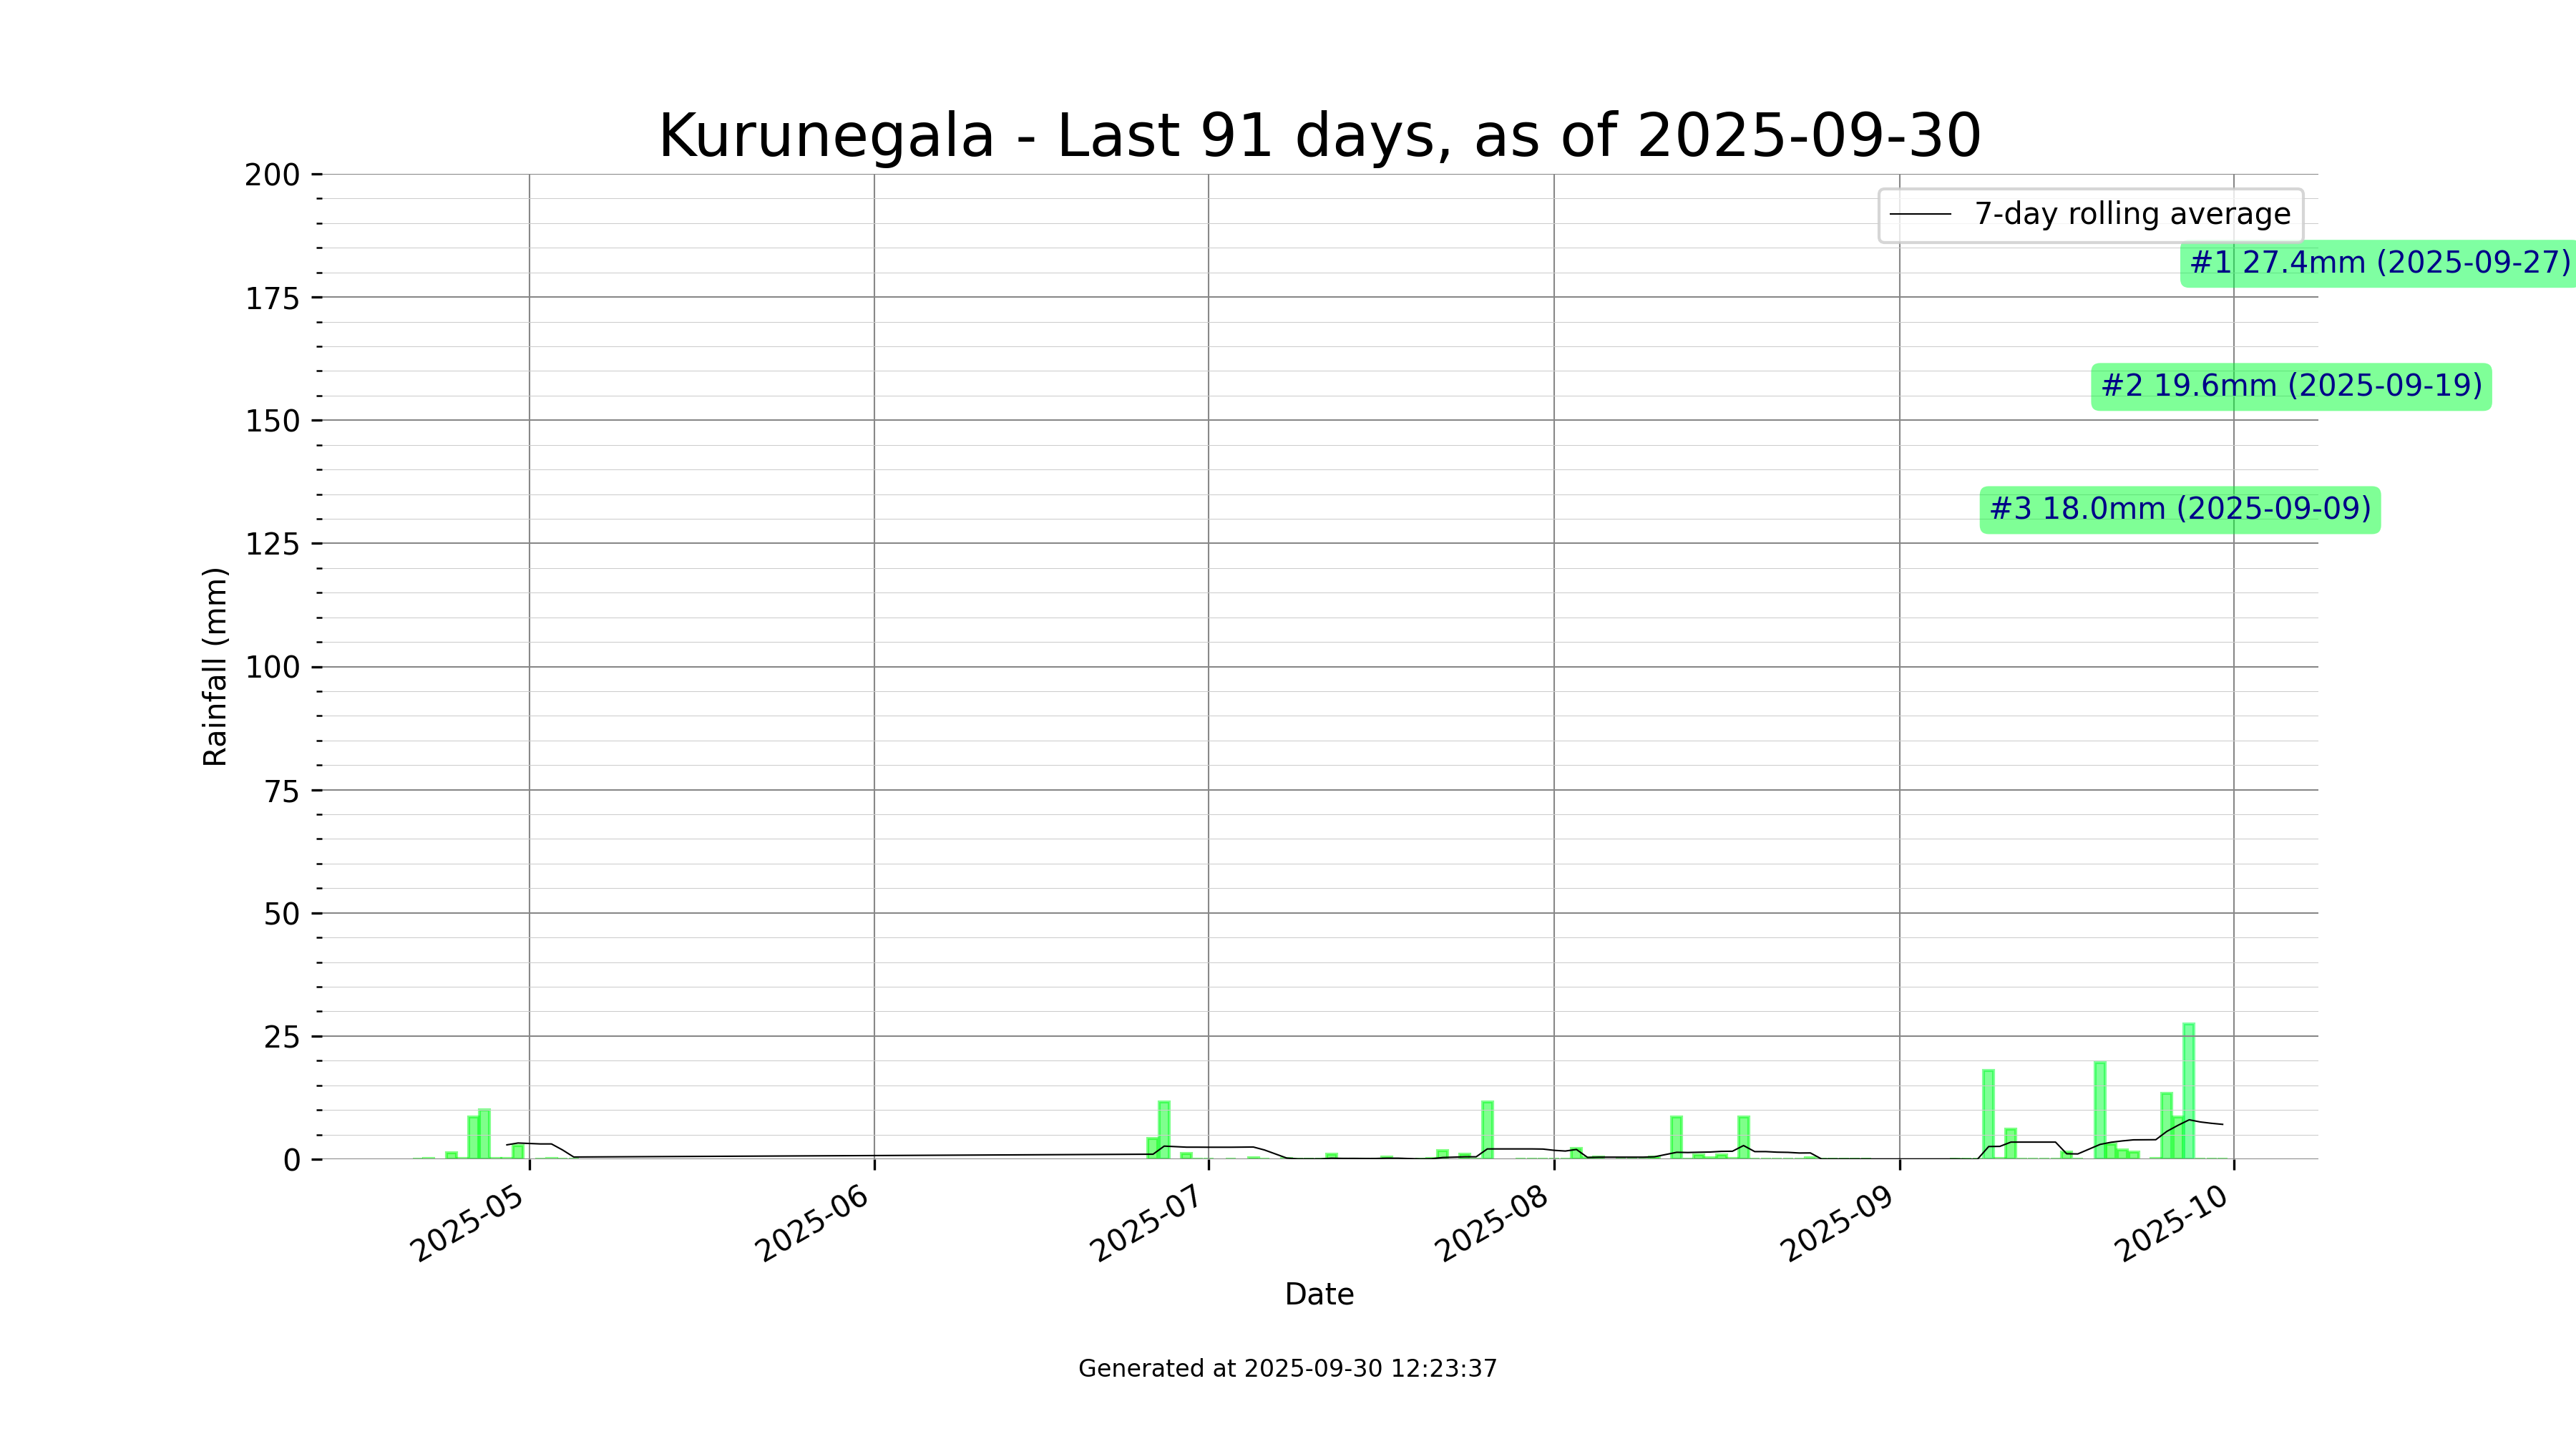 Kurunegala - Last 91 days, as of 2025-09-30
200
175
150
125
100
75
50
25
0
Rainfall (mm)
7-day rolling average
#1 27.4mm (2025-09-27)
#2 19.6mm (2025-09-19)
#3 18.0mm (2025-09-09)
2025-05
2025-06
2025-07
2025-08
2025-09
2025-10
Date
Generated at 2025-09-30 12:23:37